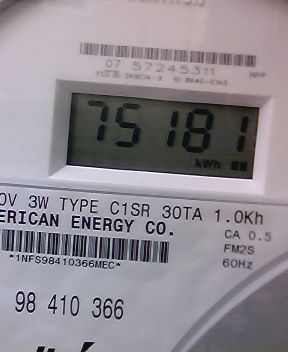 07 57245311
75181
kWh
0V 3W TYPE C1SR 30TA 1.0Kh
ERICAN ENERGY CO.
CA 0.5
FM2S
*1NFS98410366MEC*
60Hz
98 410 366